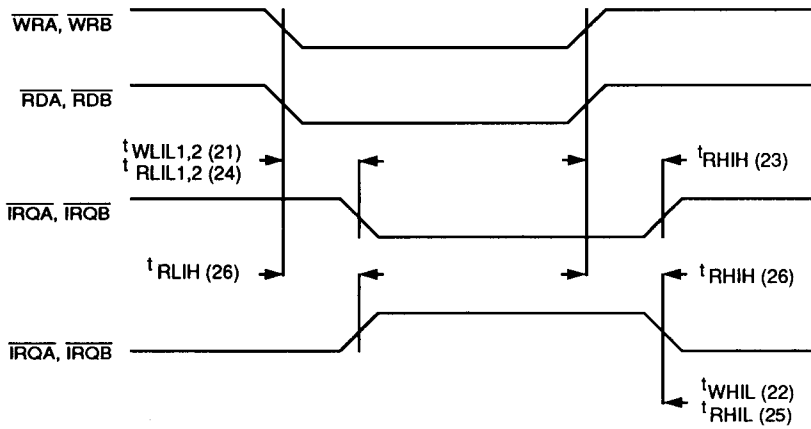 WRA, WRB
RDA, RDB
tWLIL1,2 (21)
tRLIL1,2 (24)
tRHIH (23)
IRQA, IRQB
tRLIH (26)
tRHIH (26)
IRQA, IRQB
tWHIL (22)
tRHIL (25)